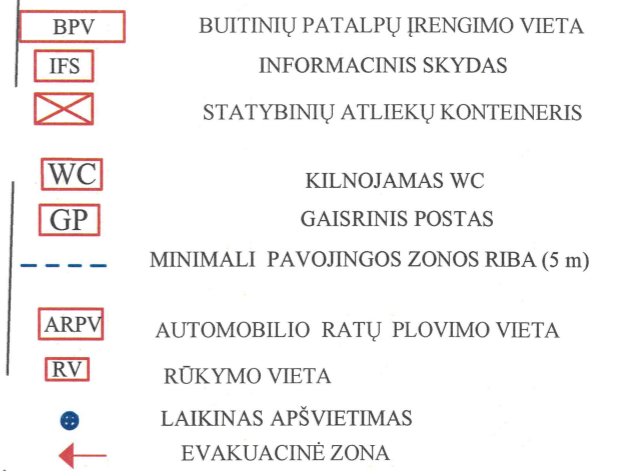 BPV BUITINIŲ PATALPŲ ĮRENGIMO VIETA
IFS INFORMACINIS SKYDAS
STATYBINIŲ ATLIEKŲ KONTEINERIS
WC KILNOJAMAS WC
GP GAISRINIS POSTAS
MINIMALI PAVOJINGOS ZONOS RIBA (5 m)
ARPV AUTOMOBILIO RATŲ PLOVIMO VIETA
RV RŪKYMO VIETA
LAIKINAS APŠVIETIMAS
EVAKUACINĖ ZONA